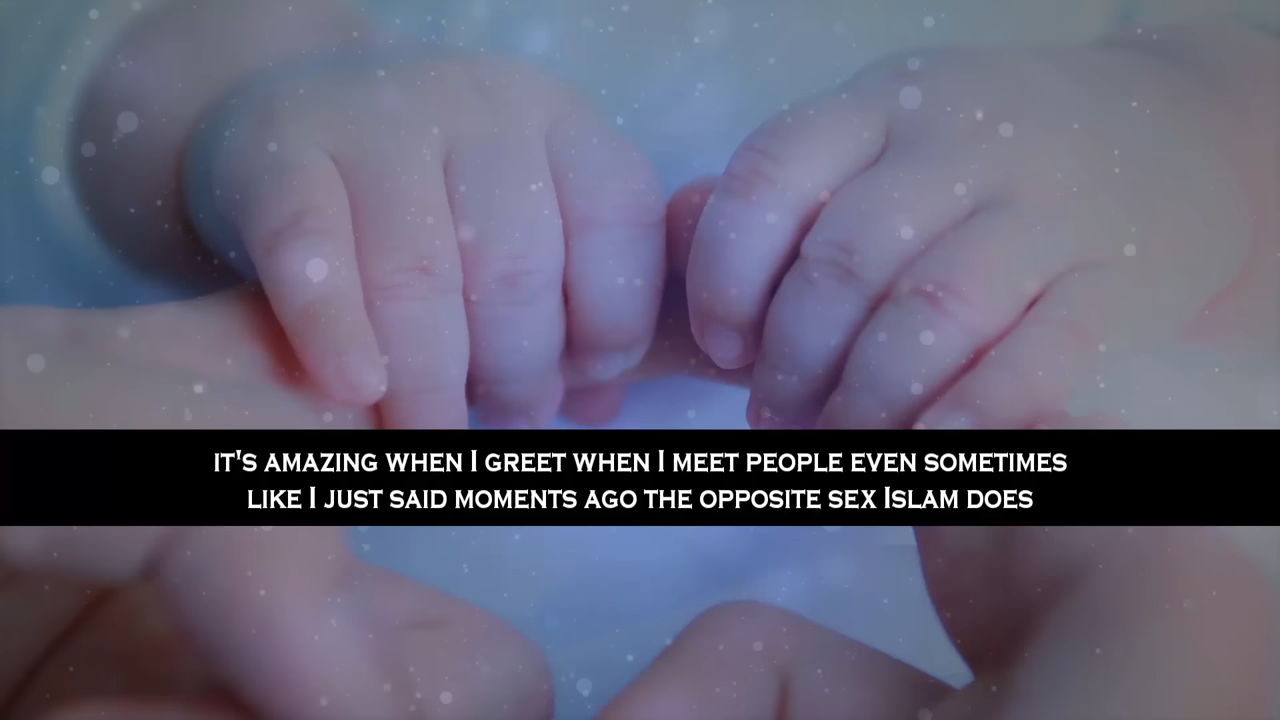 it's amazing when I greet when I meet people even sometimes
like I just said moments ago the opposite sex Islam does